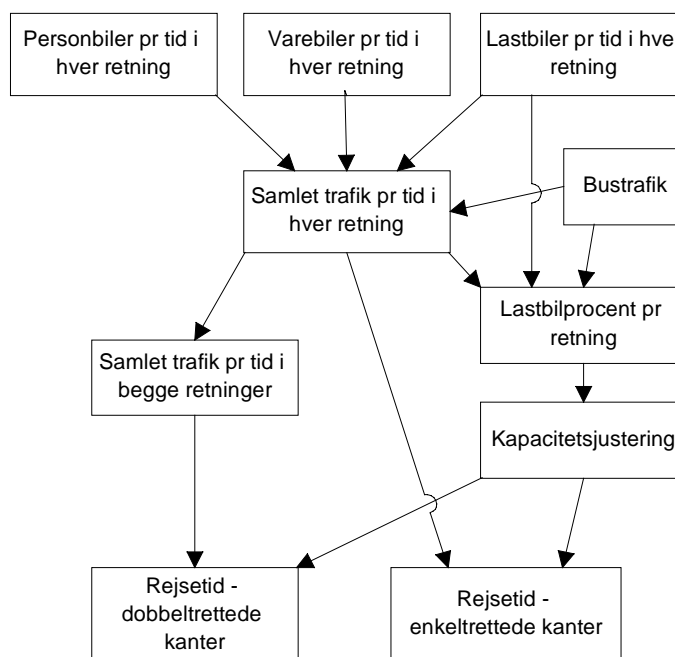 Personbiler pr tid i
hver retning
Varebiler pr tid i
hver retning
Lastbiler pr tid i hver
retning
Samlet trafik pr tid i
hver retning
Bustrafik
Lastbilprocent pr
retning
Samlet trafik pr tid i
begge retninger
Kapacitetsjustering
Rejsetid -
dobbeltrettede
kanter
Rejsetid -
enkeltrettede kanter